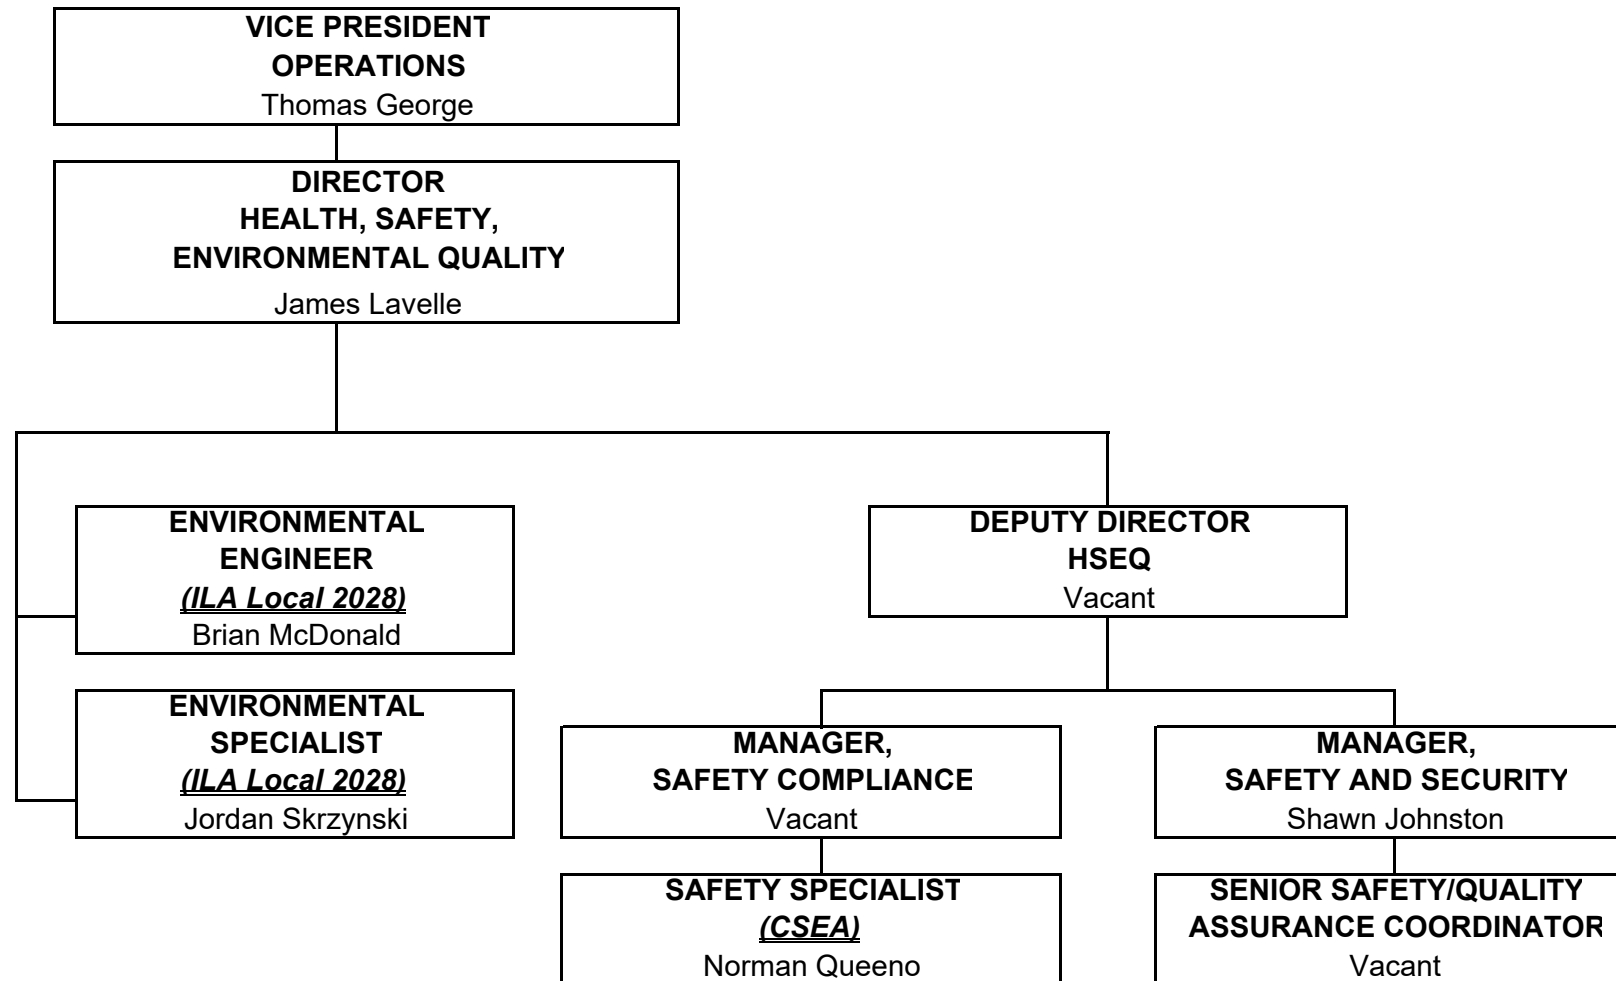 VICE PRESIDENT
OPERATIONS
Thomas George
DIRECTOR
HEALTH, SAFETY,
ENVIRONMENTAL QUALITY
James Lavelle
ENVIRONMENTAL
ENGINEER
(ILA Local 2028)
Brian McDonald
DEPUTY DIRECTOR
HSEQ
Vacant
ENVIRONMENTAL
SPECIALIST
(ILA Local 2028)
Jordan Skrzynski
MANAGER,
SAFETY COMPLIANCE
Vacant
MANAGER,
SAFETY AND SECURITY
Shawn Johnston
SAFETY SPECIALIST
(CSEA)
Norman Queeno
SENIOR SAFETY/QUALITY
ASSURANCE COORDINATOR
Vacant